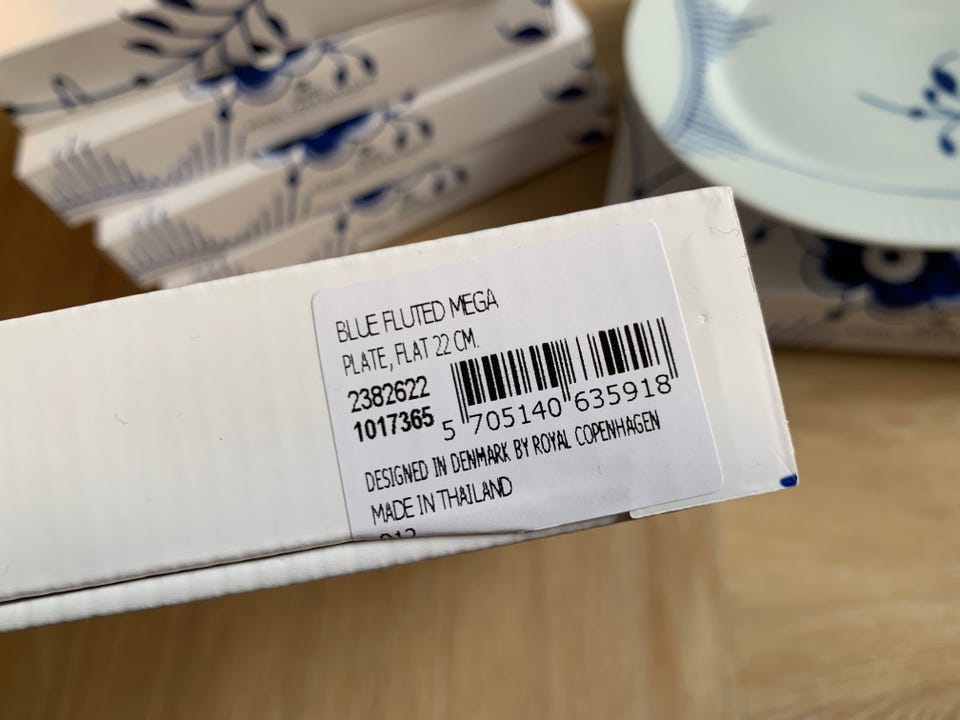 BLUE FLUTED MEGA
PLATE, FLAT 22 CM.
2382622
1017365
5 705140 635918
DESIGNED IN DENMARK BY ROYAL COPENHAGEN
MADE IN THAILAND